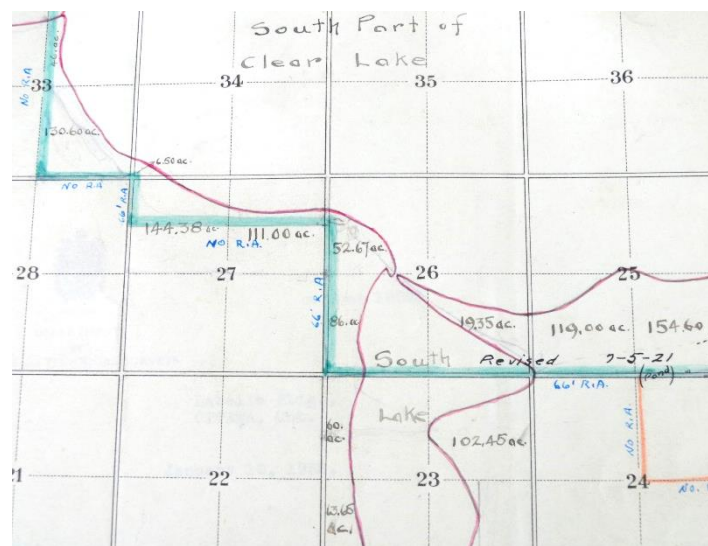 South Part of
Clear Lake
33
34
35
36
No R.A
130.60 ac.
6.50 ac.
No R.A
66' R.A
144.38 ac
111.00 ac.
No R.A.
52.67 ac.
28
27
26
25
66' R.A
86. ac
19.35 ac.
119.00 ac.
154.60
South
Revised 7-5-21
(Pond)
66' R.A.
Lake
60. ac.
102.45 ac.
No R.A.
21
22
23
24
63.65
Ac.
No.